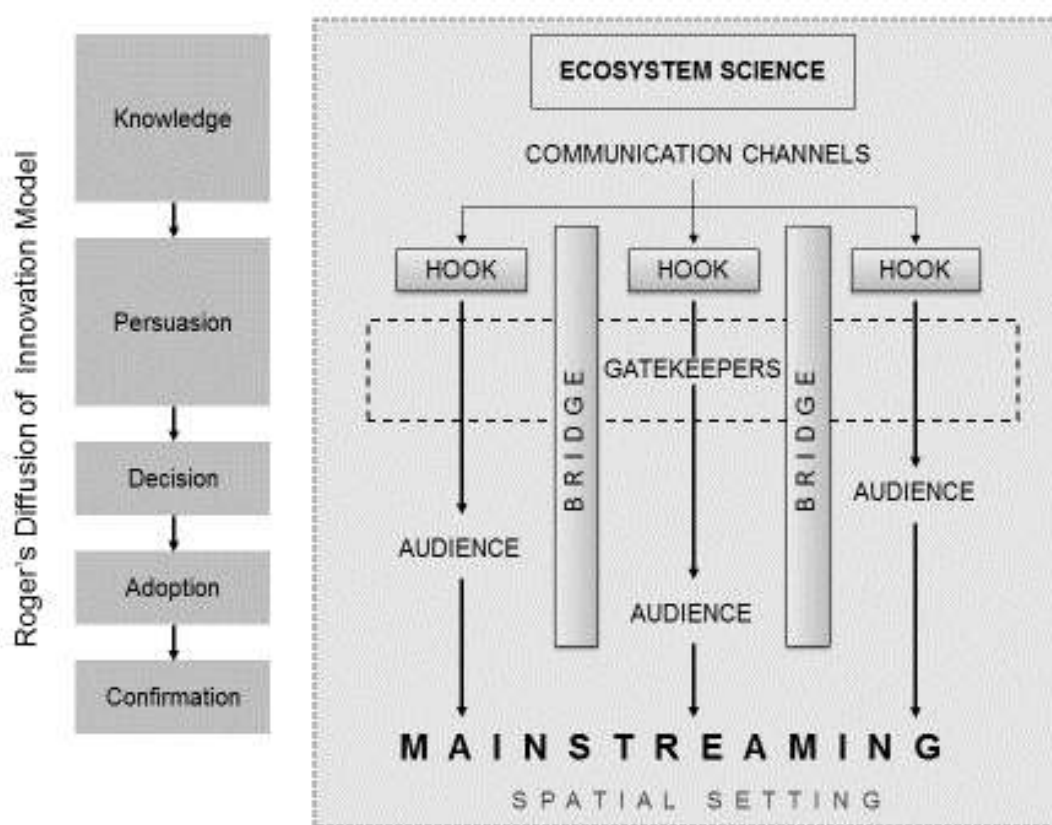 Roger's Diffusion of Innovation Model
Knowledge
Persuasion
Decision
Adoption
Confirmation
ECOSYSTEM SCIENCE
COMMUNICATION CHANNELS
HOOK
HOOK
HOOK
GATEKEEPERS
BRIDGE
BRIDGE
AUDIENCE
AUDIENCE
AUDIENCE
MAINSTREAMING
SPATIAL SETTING